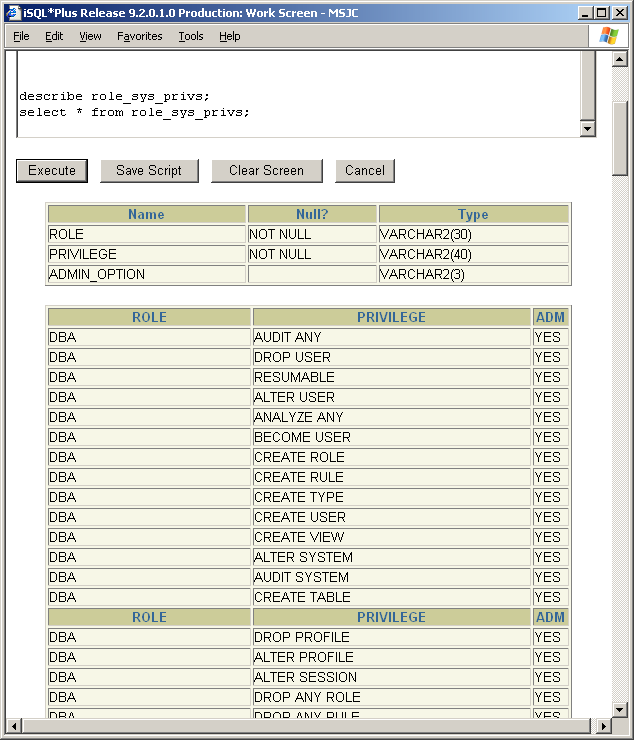 iSQL*Plus Release 9.2.0.1.0 Production: Work Screen - MSJC
File Edit View Favorites Tools Help
describe role_sys_privs;
select * from role_sys_privs;
Execute Save Script Clear Screen Cancel
Name Null? Type
ROLE NOT NULL VARCHAR2(30)
PRIVILEGE NOT NULL VARCHAR2(40)
ADMIN_OPTION VARCHAR2(3)
ROLE PRIVILEGE ADM
DBA AUDIT ANY YES
DBA DROP USER YES
DBA RESUMABLE YES
DBA ALTER USER YES
DBA ANALYZE ANY YES
DBA BECOME USER YES
DBA CREATE ROLE YES
DBA CREATE RULE YES
DBA CREATE TYPE YES
DBA CREATE USER YES
DBA CREATE VIEW YES
DBA ALTER SYSTEM YES
DBA AUDIT SYSTEM YES
DBA CREATE TABLE YES
ROLE PRIVILEGE ADM
DBA DROP PROFILE YES
DBA ALTER PROFILE YES
DBA ALTER SESSION YES
DBA DROP ANY ROLE YES
DBA DROP ANY RULE YES